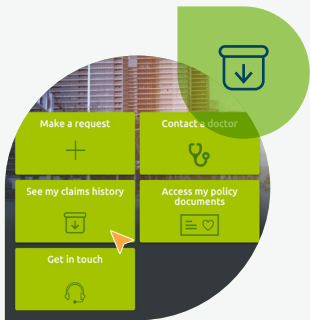 Make a request
Contact a doctor
See my claims history
Access my policy
documents
Get in touch